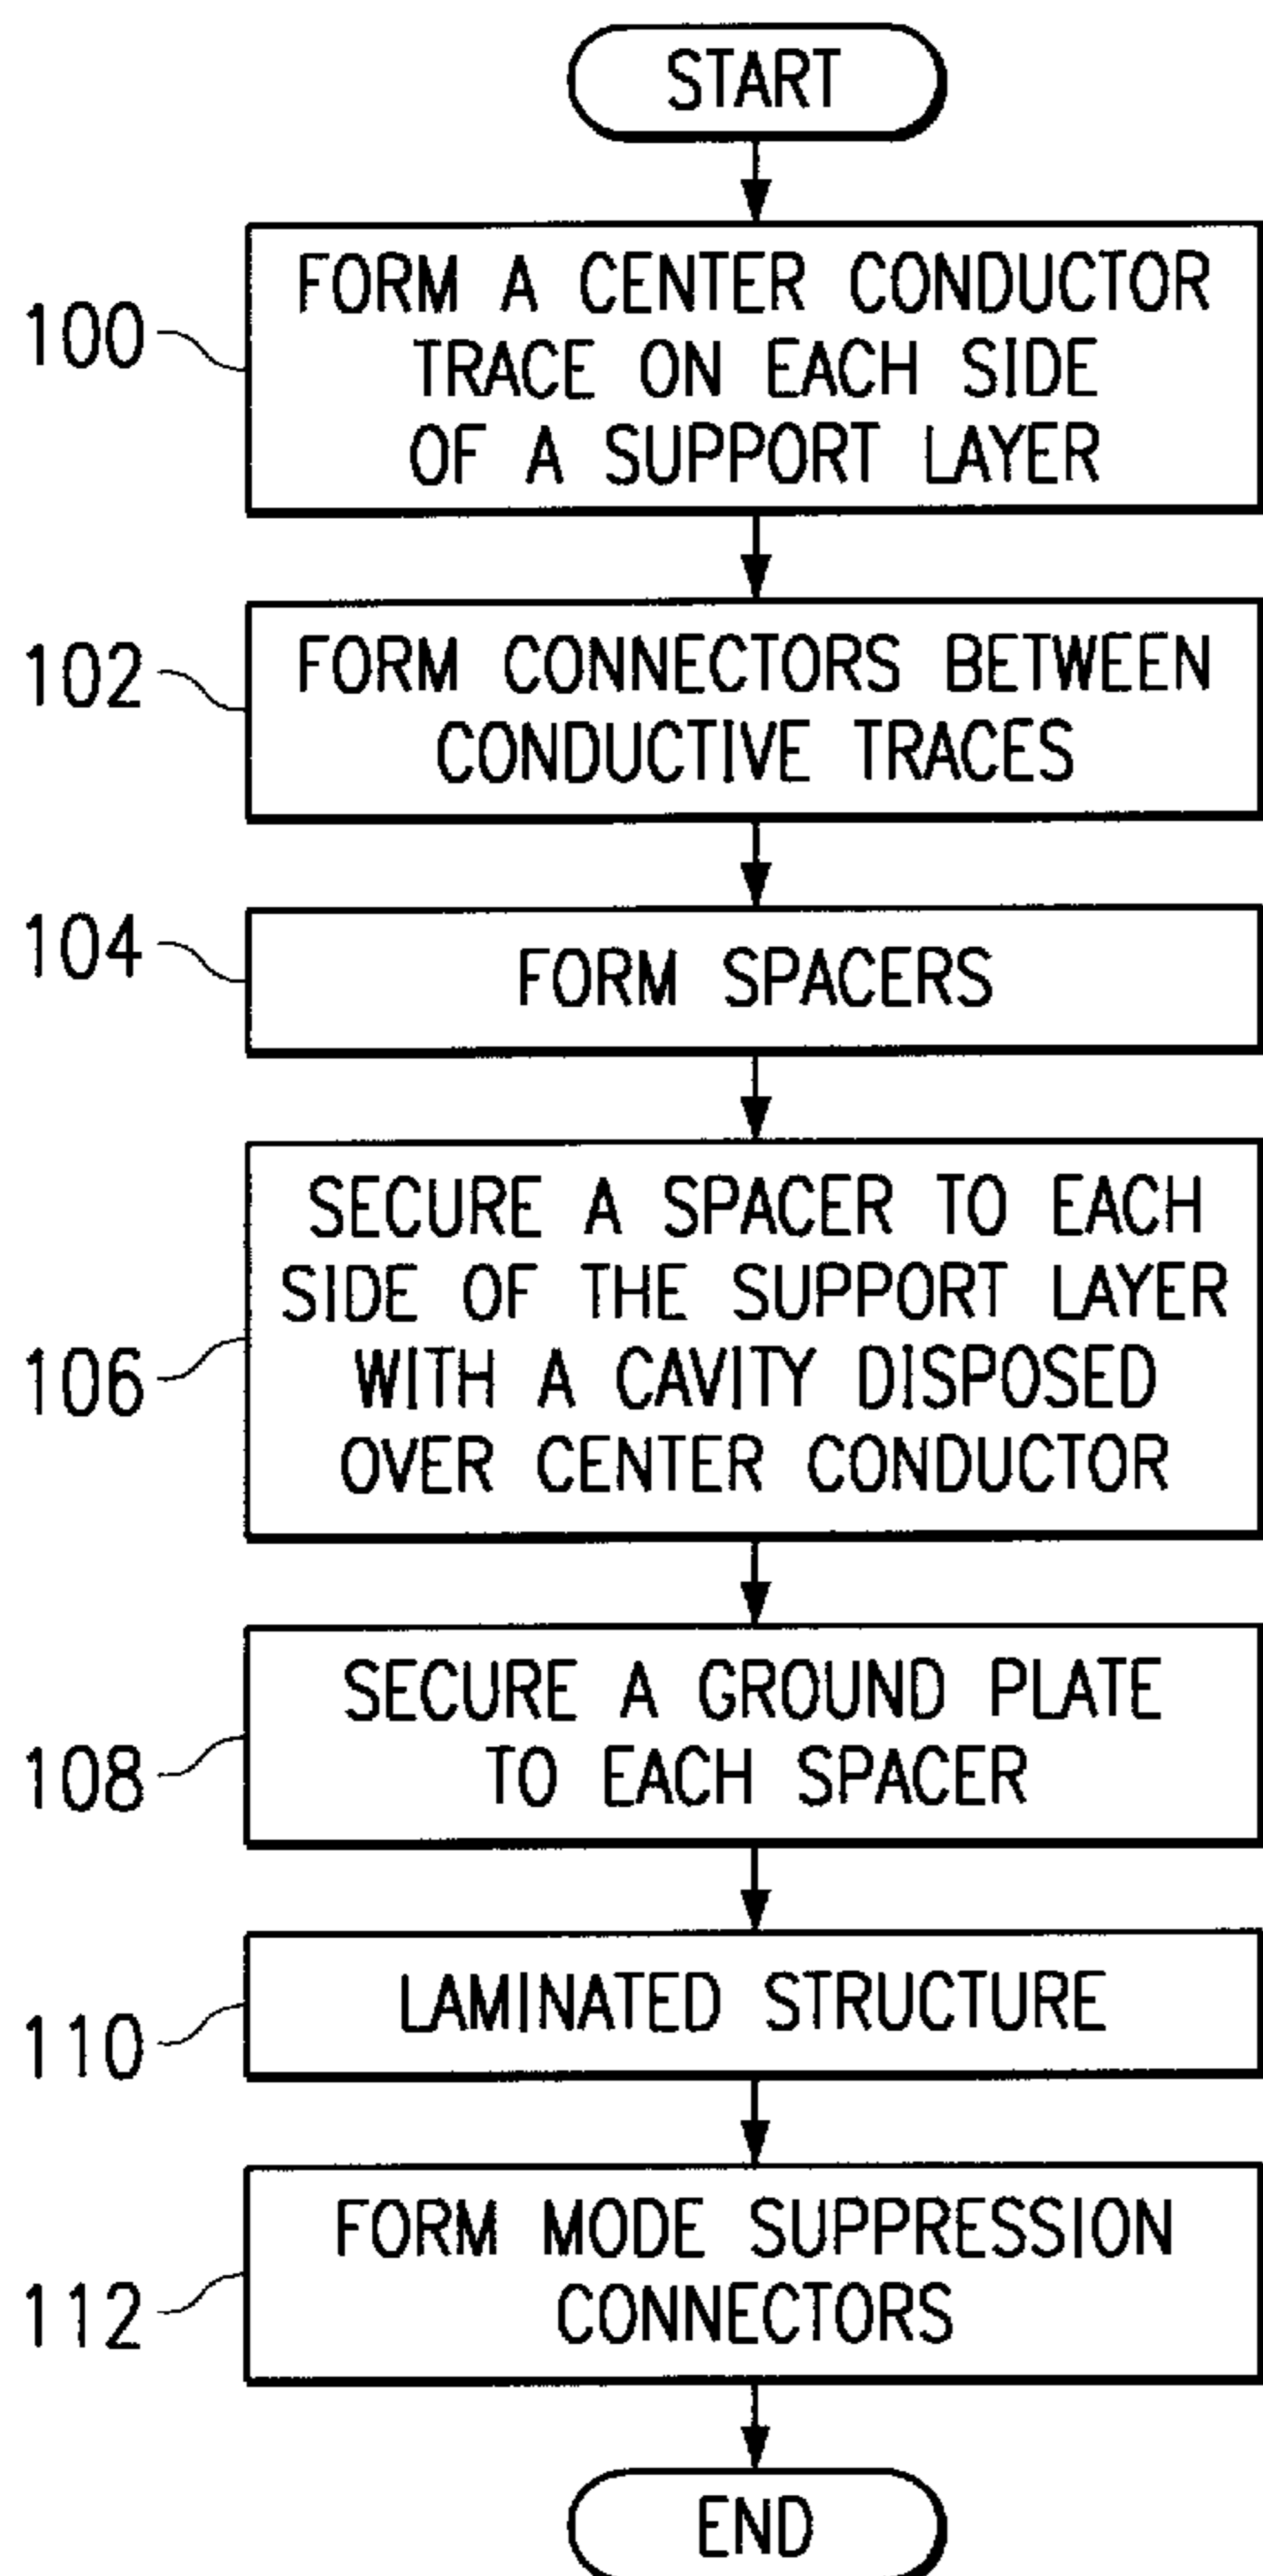 START
100
FORM A CENTER CONDUCTOR
TRACE ON EACH SIDE
OF A SUPPORT LAYER
102
FORM CONNECTORS BETWEEN
CONDUCTIVE TRACES
104
FORM SPACERS
106
SECURE A SPACER TO EACH
SIDE OF THE SUPPORT LAYER
WITH A CAVITY DISPOSED
OVER CENTER CONDUCTOR
108
SECURE A GROUND PLATE
TO EACH SPACER
110
LAMINATED STRUCTURE
112
FORM MODE SUPPRESSION
CONNECTORS
END